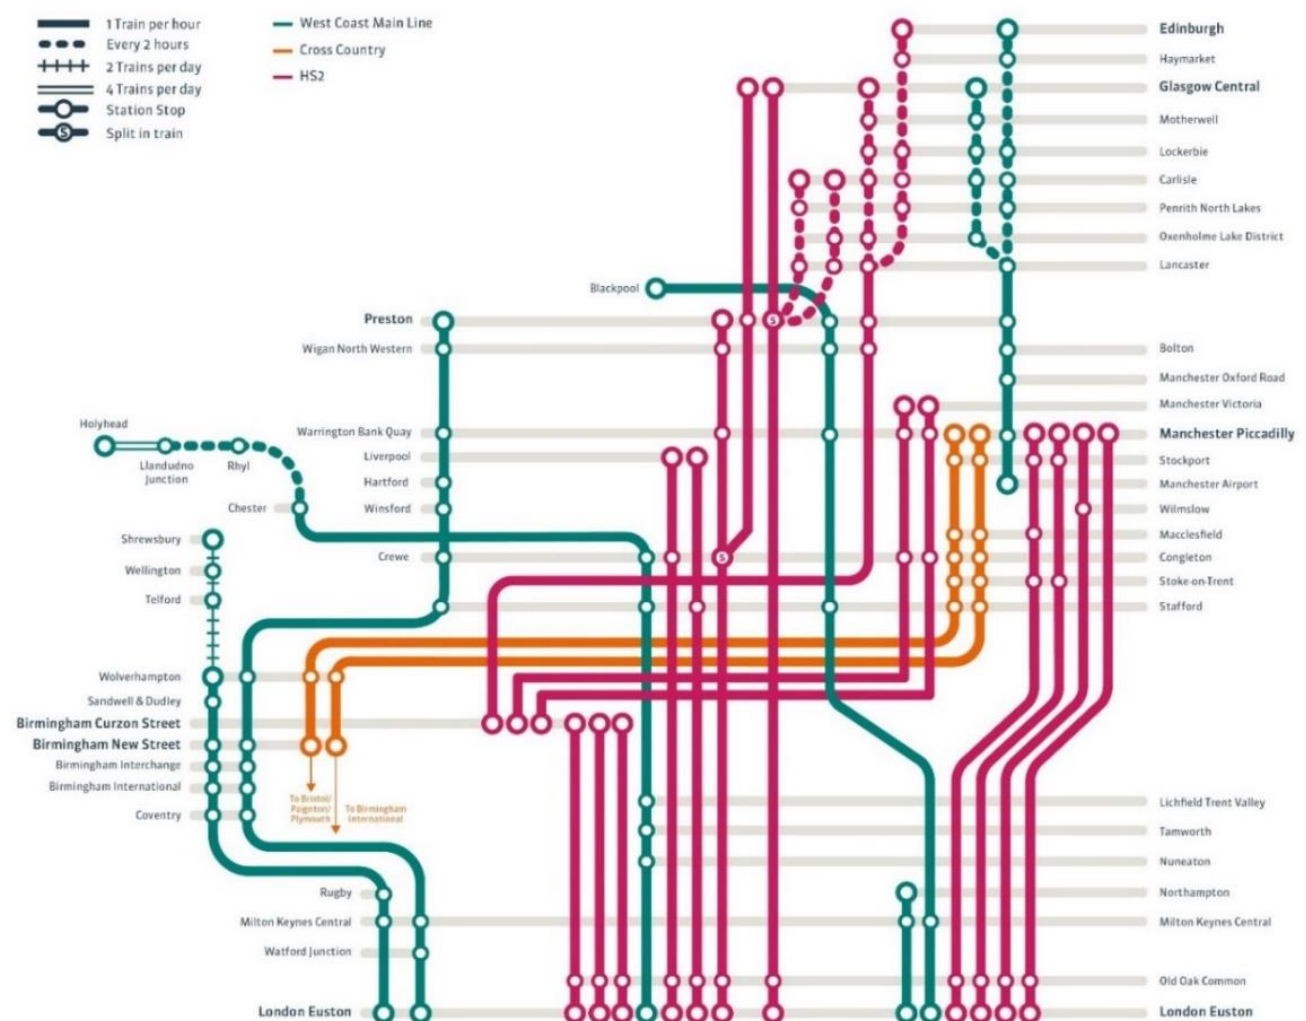 1 Train per hour
Every 2 hours
2 Trains per day
4 Trains per day
Station Stop
S
Split in train
West Coast Main Line
Cross Country
HS2
Edinburgh
Haymarket
Glasgow Central
Motherwell
Lockerbie
Carlisle
Penrith North Lakes
Oxenholme Lake District
Lancaster
Blackpool
Preston
S
Wigan North Western
Bolton
Manchester Oxford Road
Manchester Victoria
Holyhead
Warrington Bank Quay
Manchester Piccadilly
Llandudno
Junction
Rhyl
Liverpool
Stockport
Hartford
Manchester Airport
Chester
Winsford
Wilmslow
Shrewsbury
Macclesfield
Crewe
S
Congleton
Wellington
Stoke-on-Trent
Telford
Stafford
Wolverhampton
Sandwell & Dudley
Birmingham Curzon Street
Birmingham New Street
Birmingham Interchange
Birmingham International
Coventry
To Bristol/
Paignton/
Plymouth
To Birmingham
International
Lichfield Trent Valley
Tamworth
Nuneaton
Rugby
Northampton
Milton Keynes Central
Milton Keynes Central
Watford Junction
Old Oak Common
London Euston
London Euston